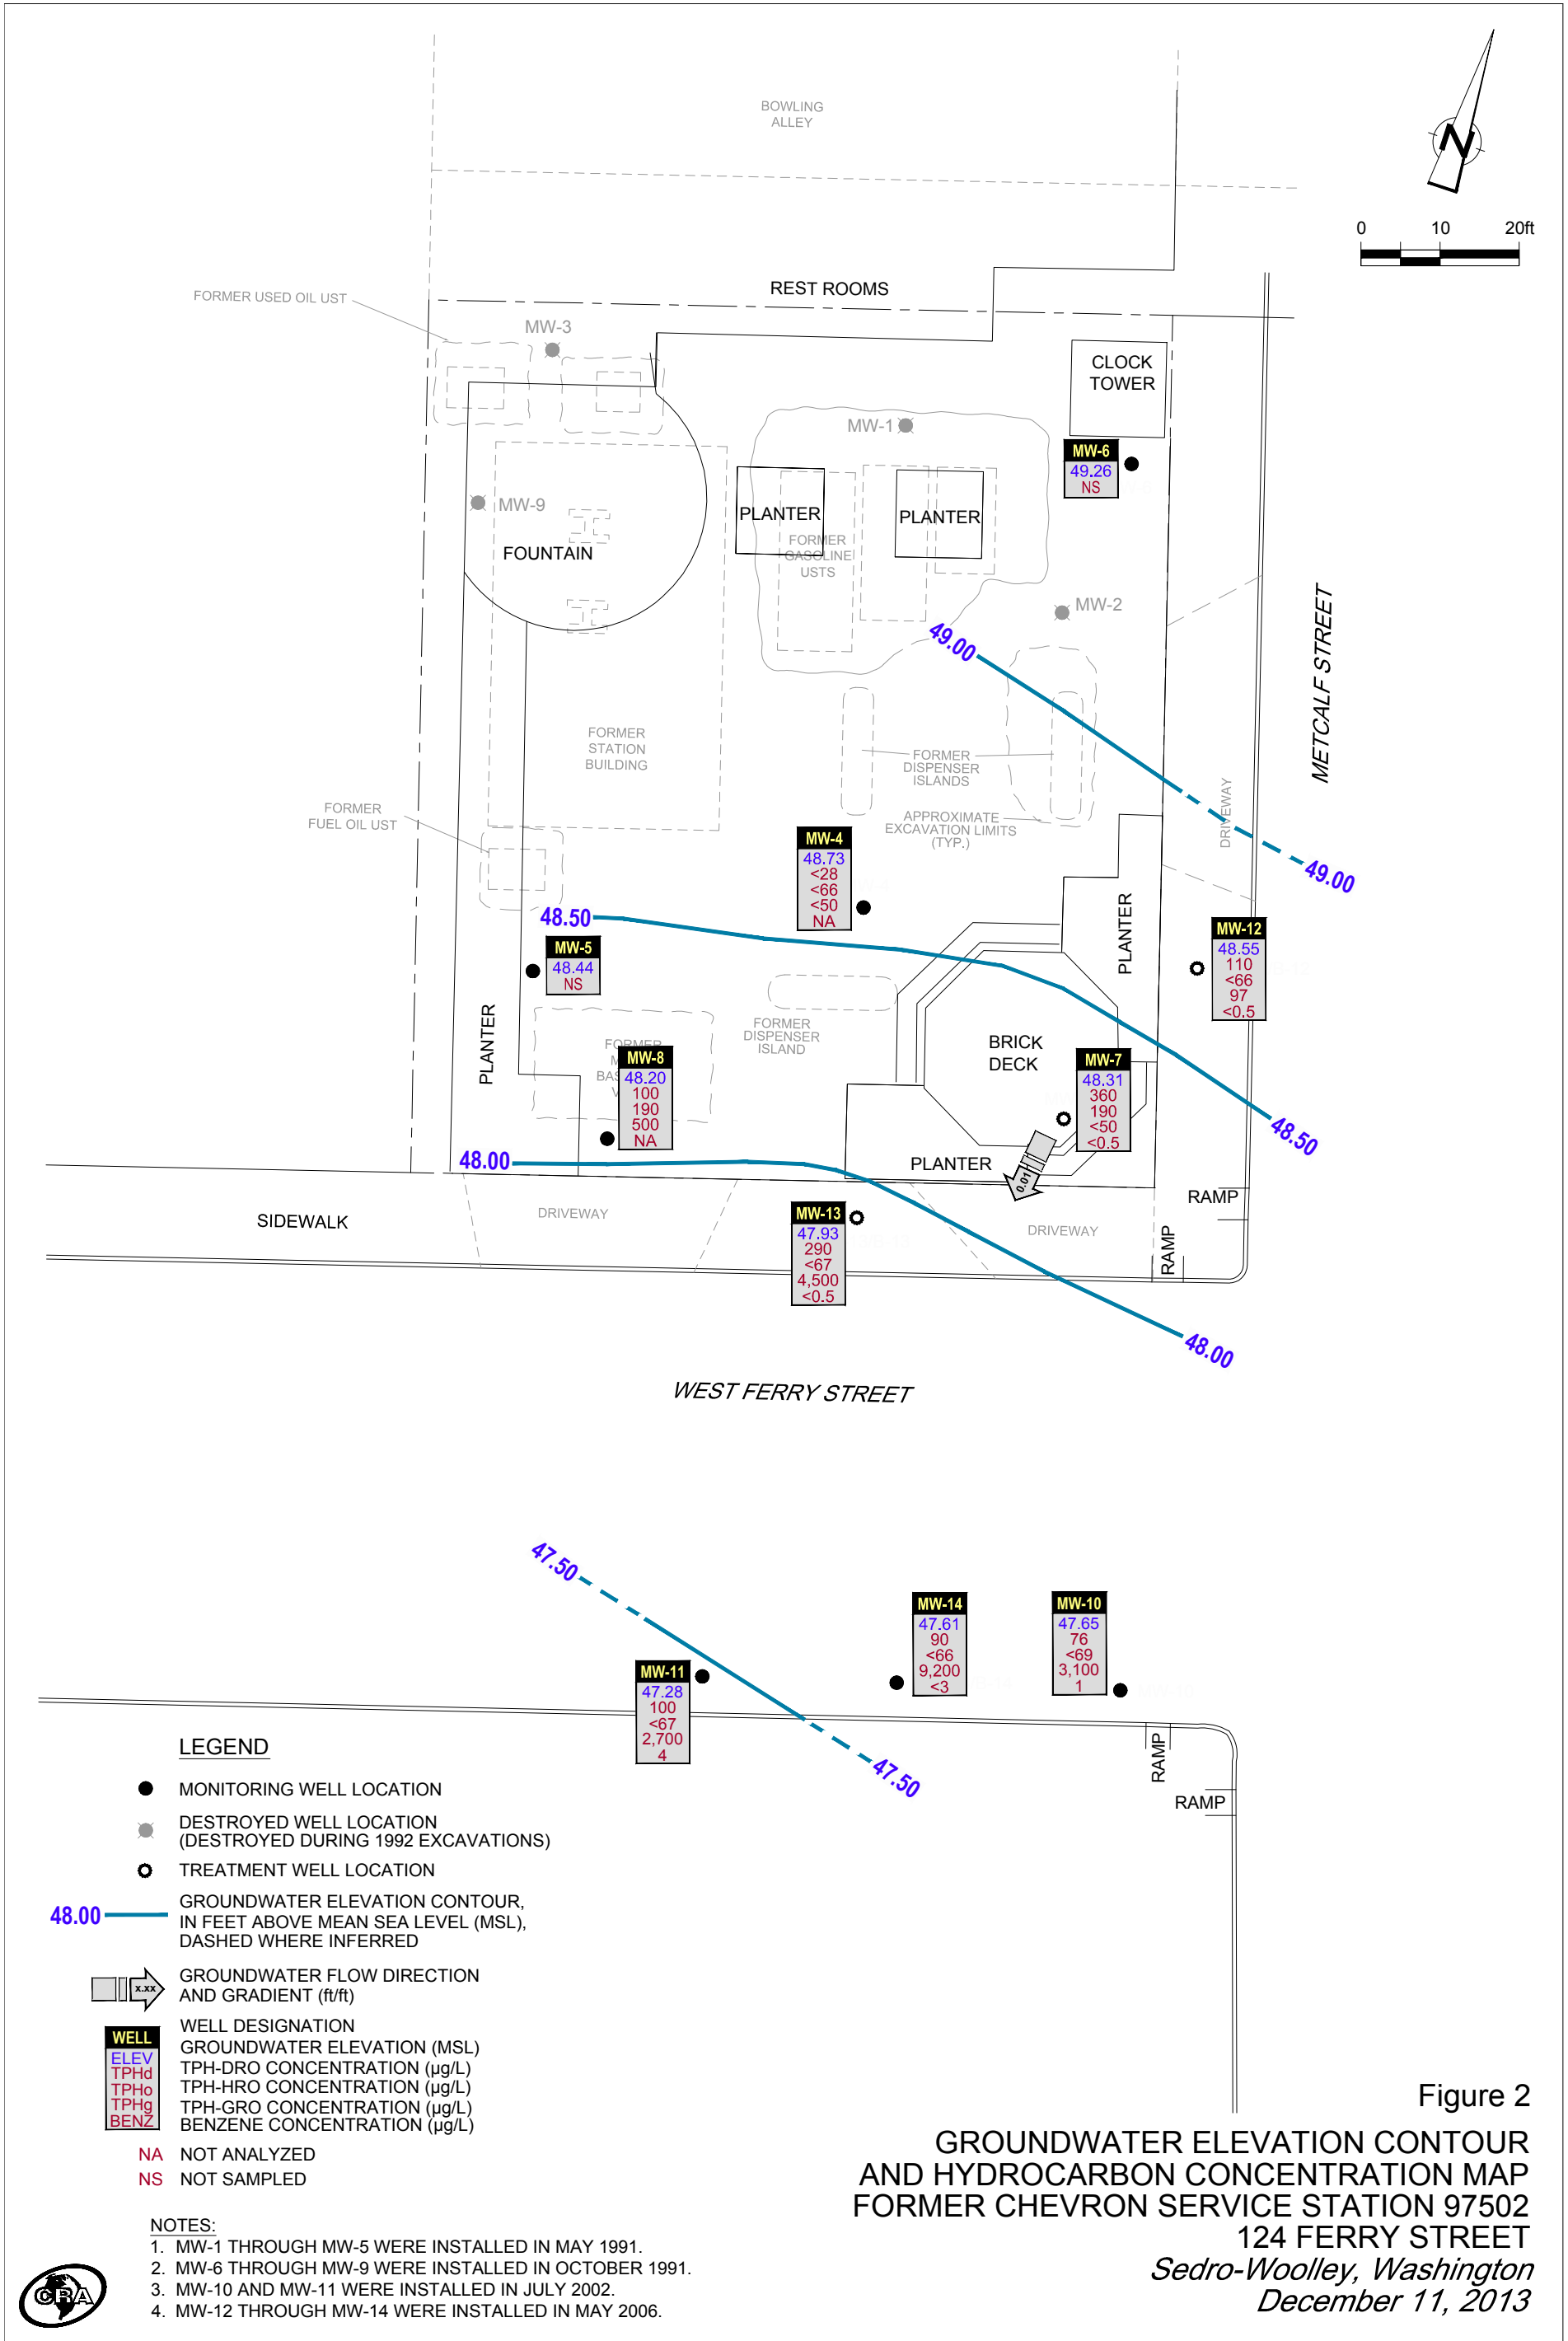 BOWLING
ALLEY
N
0 10 20ft
REST ROOMS
FORMER USED OIL UST
MW-3
CLOCK
TOWER
MW-1
MW-6
49.26
NS
MW-9
PLANTER
PLANTER
FOUNTAIN
FORMER
GASOLINE
USTS
MW-2
49.00
METCALF STREET
FORMER
STATION
BUILDING
FORMER
DISPENSER
ISLANDS
DRIVEWAY
FORMER
FUEL OIL UST
APPROXIMATE
EXCAVATION LIMITS
(TYP.)
MW-4
48.73
<28
<66
<50
NA
49.00
48.50
PLANTER
MW-12
48.55
110
<66
97
<0.5
MW-5
48.44
NS
PLANTER
FORMER
DISPENSER
ISLAND
BRICK
DECK
FORMER
MW-8
48.20
100
190
500
NA
MW-7
48.31
360
190
<50
<0.5
48.50
48.00
PLANTER
0.01
RAMP
SIDEWALK
DRIVEWAY
MW-13
47.93
290
<67
4,500
<0.5
DRIVEWAY
RAMP
48.00
WEST FERRY STREET
47.50
MW-14
47.61
90
<66
9,200
<3
MW-10
47.65
76
<69
3,100
1
MW-11
47.28
100
<67
2,700
4
47.50
RAMP
RAMP
LEGEND
MONITORING WELL LOCATION
DESTROYED WELL LOCATION
(DESTROYED DURING 1992 EXCAVATIONS)
TREATMENT WELL LOCATION
48.00
GROUNDWATER ELEVATION CONTOUR,
IN FEET ABOVE MEAN SEA LEVEL (MSL),
DASHED WHERE INFERRED
x.xx
GROUNDWATER FLOW DIRECTION
AND GRADIENT (ft/ft)
WELL
ELEV
TPHd
TPHo
TPHg
BENZ
WELL DESIGNATION
GROUNDWATER ELEVATION (MSL)
TPH-DRO CONCENTRATION (µg/L)
TPH-HRO CONCENTRATION (µg/L)
TPH-GRO CONCENTRATION (µg/L)
BENZENE CONCENTRATION (µg/L)
NA NOT ANALYZED
NS NOT SAMPLED
NOTES:
1. MW-1 THROUGH MW-5 WERE INSTALLED IN MAY 1991.
2. MW-6 THROUGH MW-9 WERE INSTALLED IN OCTOBER 1991.
3. MW-10 AND MW-11 WERE INSTALLED IN JULY 2002.
4. MW-12 THROUGH MW-14 WERE INSTALLED IN MAY 2006.
CRA
Figure 2
GROUNDWATER ELEVATION CONTOUR
AND HYDROCARBON CONCENTRATION MAP
FORMER CHEVRON SERVICE STATION 97502
124 FERRY STREET
Sedro-Woolley, Washington
December 11, 2013